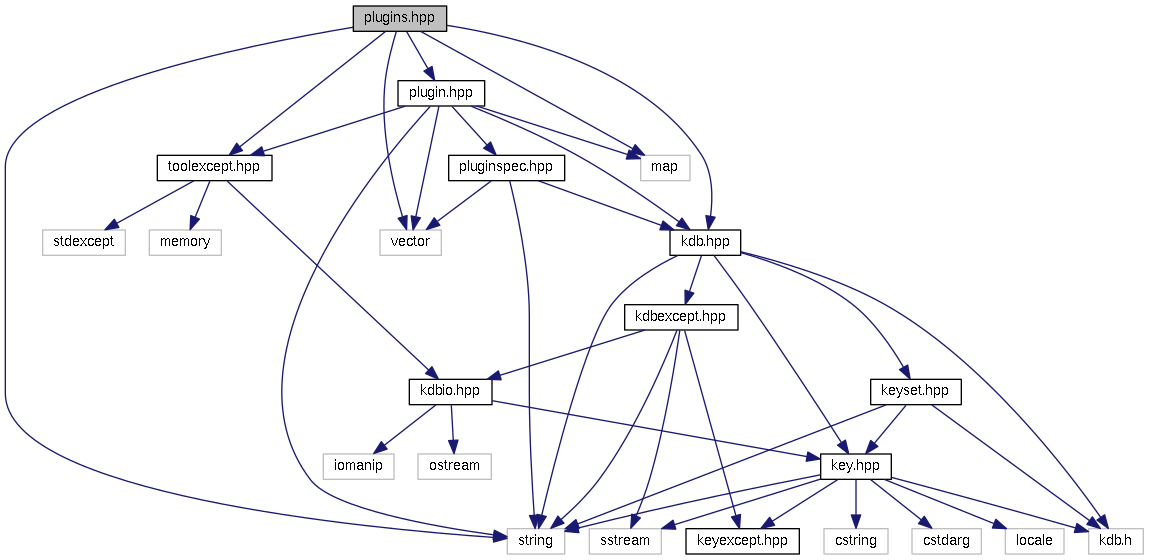 plugins.hpp
plugin.hpp
toolexcept.hpp
pluginspec.hpp
map
stdexcept
memory
vector
kdb.hpp
kdbexcept.hpp
kdbio.hpp
keyset.hpp
iomanip
ostream
key.hpp
string
sstream
keyexcept.hpp
cstring
cstdarg
locale
kdb.h